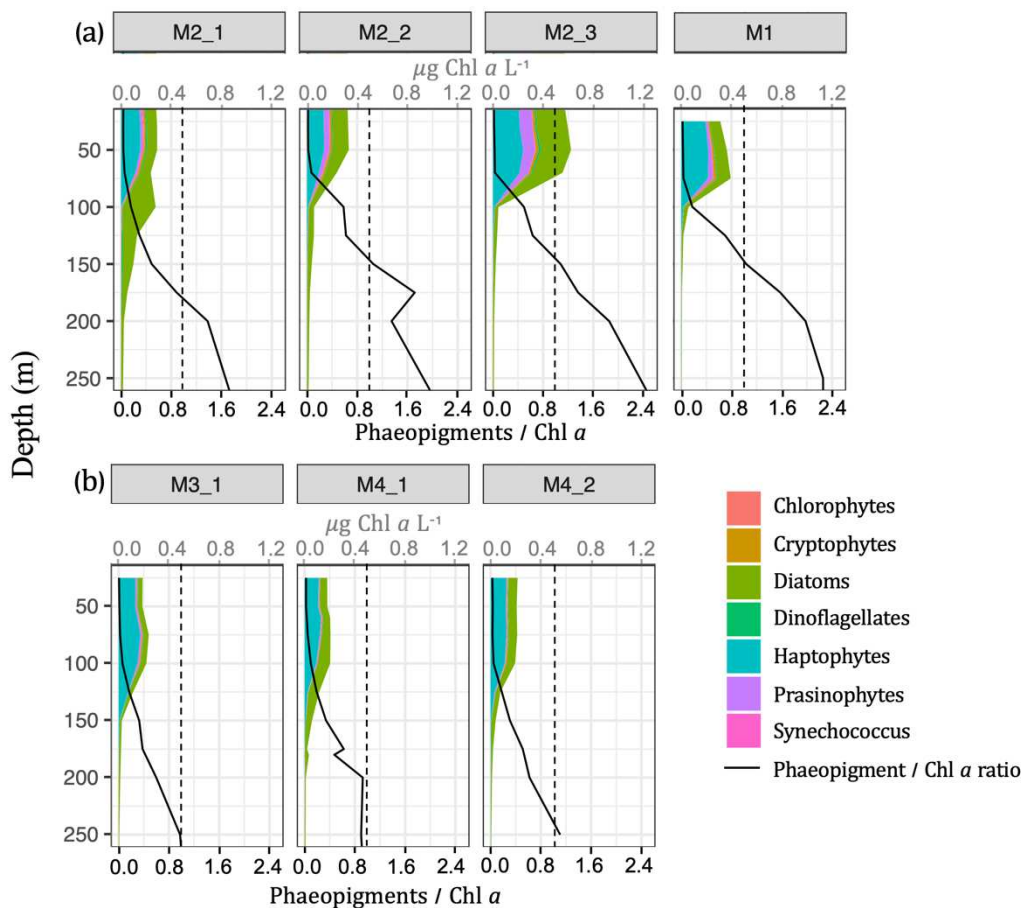 (a) M2_1 M2_2 M2_3 M1
μg Chl a L⁻¹
0.0 0.4 0.8 1.2 0.0 0.4 0.8 1.2 0.0 0.4 0.8 1.2 0.0 0.4 0.8 1.2
50
100
150
200
250
0.0 0.8 1.6 2.4 0.0 0.8 1.6 2.4 0.0 0.8 1.6 2.4 0.0 0.8 1.6 2.4
Phaeopigments / Chl a
Depth (m)
(b) M3_1 M4_1 M4_2
μg Chl a L⁻¹
0.0 0.4 0.8 1.2 0.0 0.4 0.8 1.2 0.0 0.4 0.8 1.2
50
100
150
200
250
0.0 0.8 1.6 2.4 0.0 0.8 1.6 2.4 0.0 0.8 1.6 2.4
Phaeopigments / Chl a
Chlorophytes
Cryptophytes
Diatoms
Dinoflagellates
Haptophytes
Prasinophytes
Synechococcus
Phaeopigment / Chl a ratio